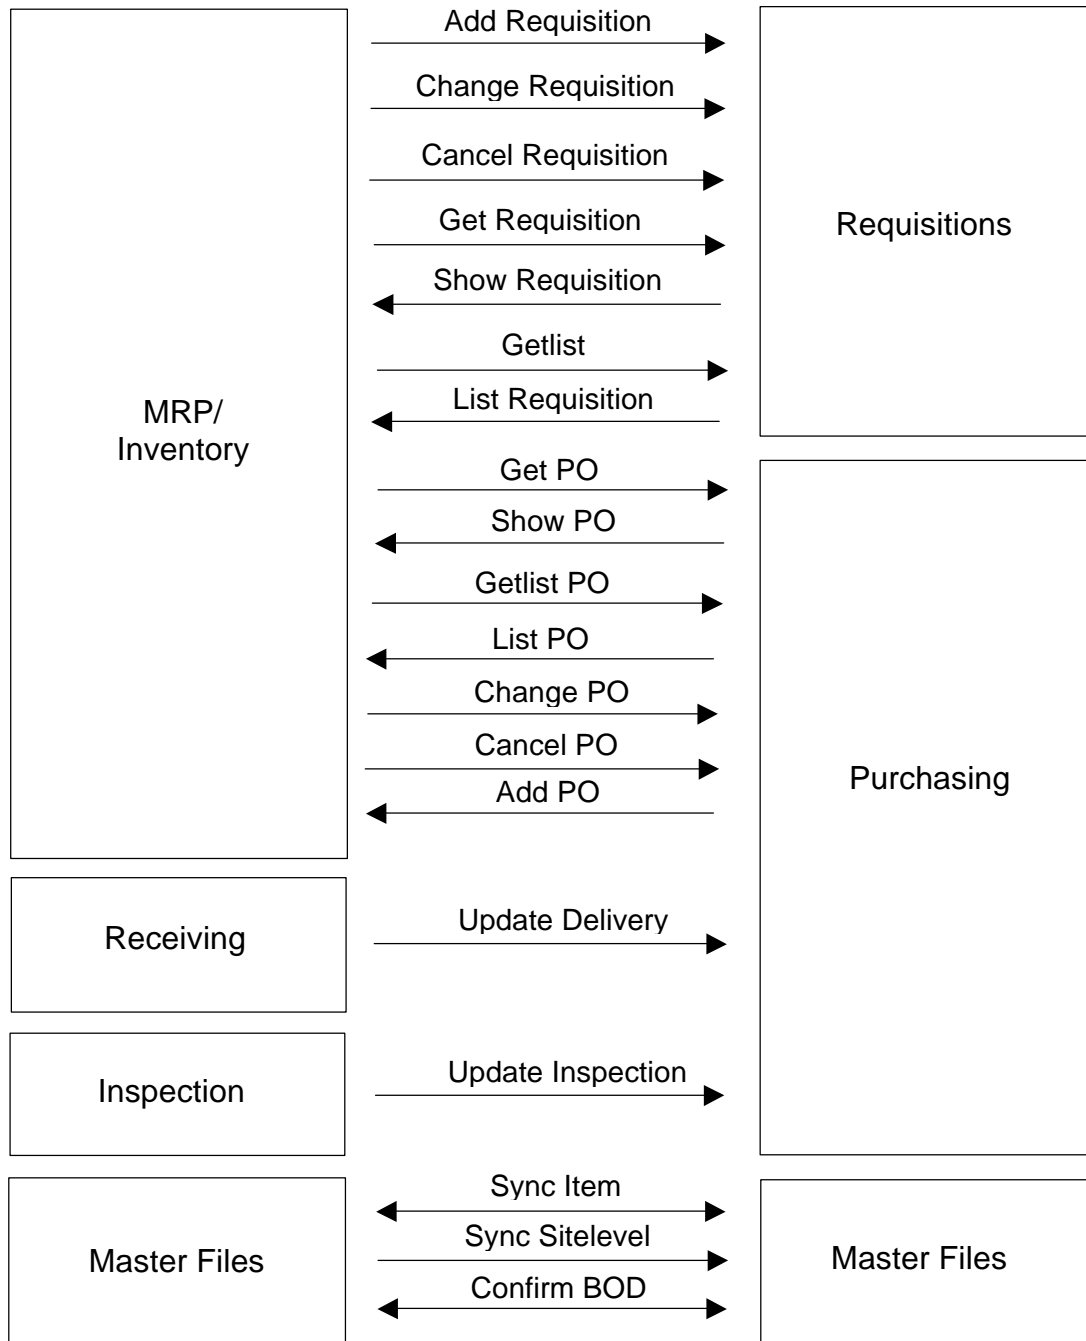 Add Requisition
Change Requisition
Cancel Requisition
Get Requisition
Requisitions
Show Requisition
Getlist
List Requisition
MRP/
Inventory
Get PO
Show PO
Getlist PO
List PO
Change PO
Cancel PO
Add PO
Purchasing
Receiving
Update Delivery
Inspection
Update Inspection
Master Files
Sync Item
Sync Sitelevel
Confirm BOD
Master Files